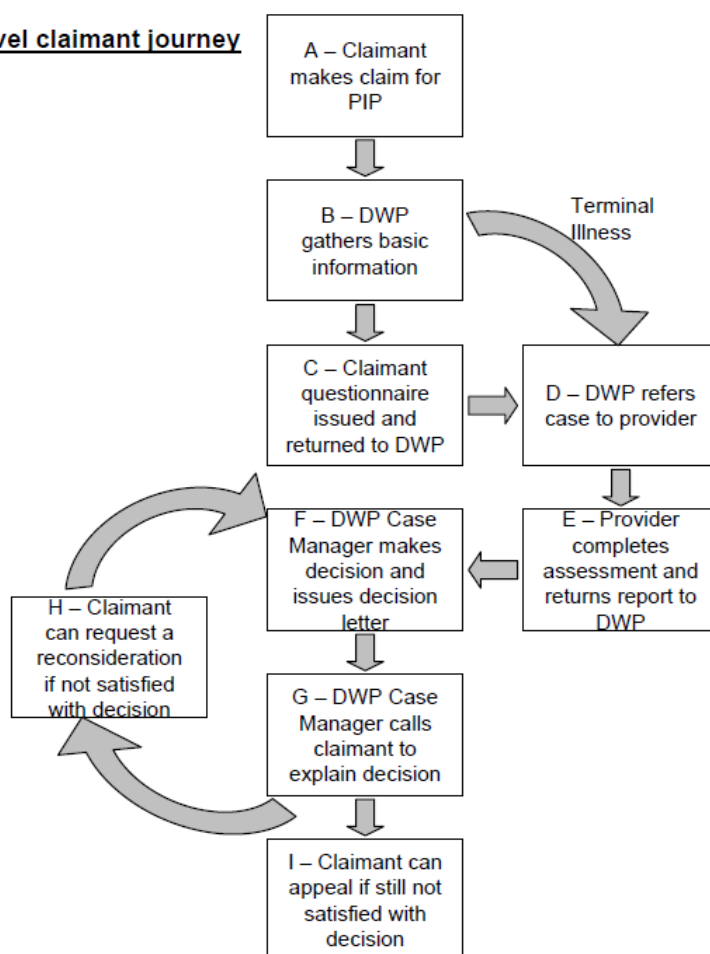 vel claimant journey
A – Claimant
makes claim for
PIP
B – DWP
gathers basic
information
Terminal
Illness
C – Claimant
questionnaire
issued and
returned to DWP
D – DWP refers
case to provider
E – Provider
completes
assessment and
returns report to
DWP
F – DWP Case
Manager makes
decision and
issues decision
letter
H – Claimant
can request a
reconsideration
if not satisfied
with decision
G – DWP Case
Manager calls
claimant to
explain decision
I – Claimant can
appeal if still not
satisfied with
decision